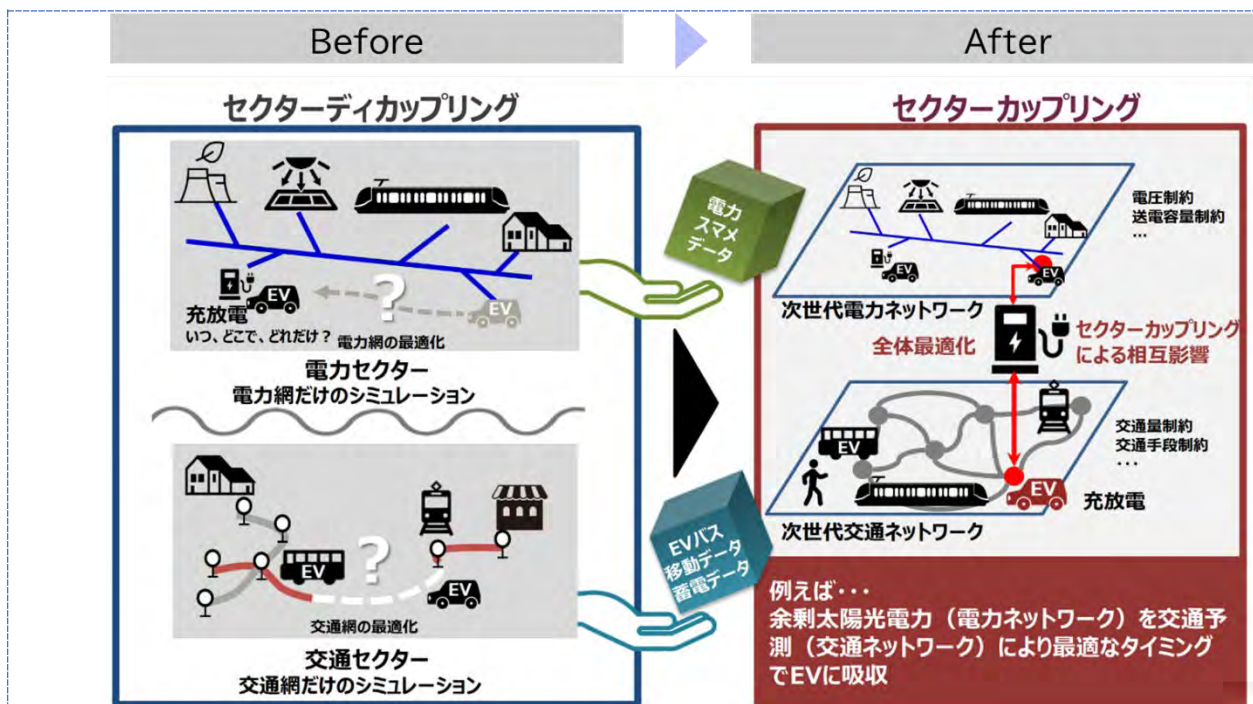 Before
After
セクターディカップリング
EV
?
EV
充放電
いつ、どこで、どれだけ？
電力網の最適化
電力セクター
電力網だけのシミュレーション
EV
?
EV
交通網の最適化
交通セクター
交通網だけのシミュレーション
電力
スマメ
データ
EVバス
移動データ
蓄電データ
セクターカップリング
電圧制約
送電容量制約
…
EV
EV
次世代電力ネットワーク
全体最適化
セクターカップリング
による相互影響
交通量制約
交通手段制約
・・・
EV
EV
充放電
次世代交通ネットワーク
例えば・・・
余剰太陽光電力（電力ネットワーク）を交通予
測（交通ネットワーク）により最適なタイミング
でEVに吸収